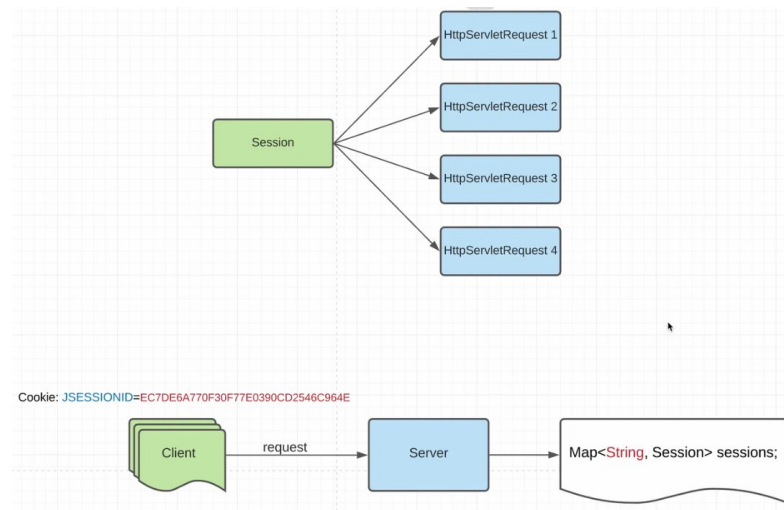 HttpServletRequest 1
HttpServletRequest 2
Session
HttpServletRequest 3
HttpServletRequest 4
Cookie: JSESSIONID=EC7DE6A770F30F77E0390CD2546C964E
Client
request
Server
Map<String, Session> sessions;